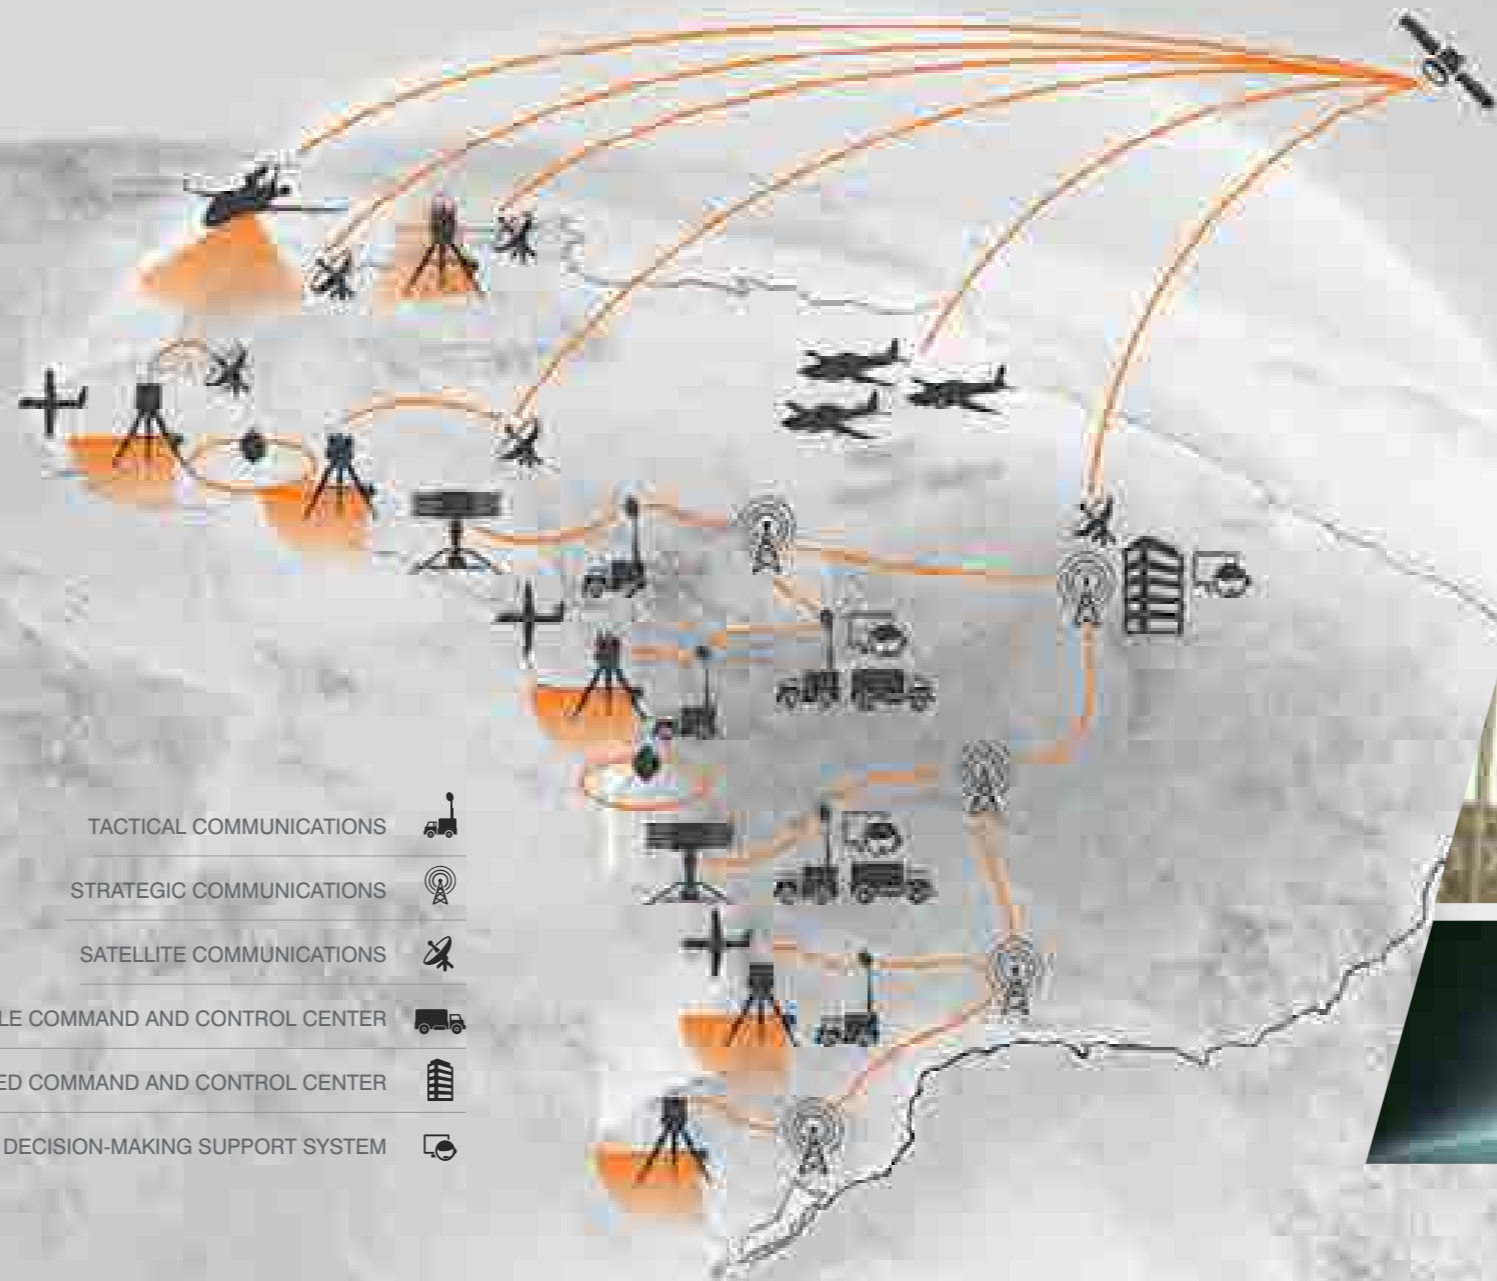 TACTICAL COMMUNICATIONS
STRATEGIC COMMUNICATIONS
SATELLITE COMMUNICATIONS
LE COMMAND AND CONTROL CENTER
ED COMMAND AND CONTROL CENTER
DECISION-MAKING SUPPORT SYSTEM